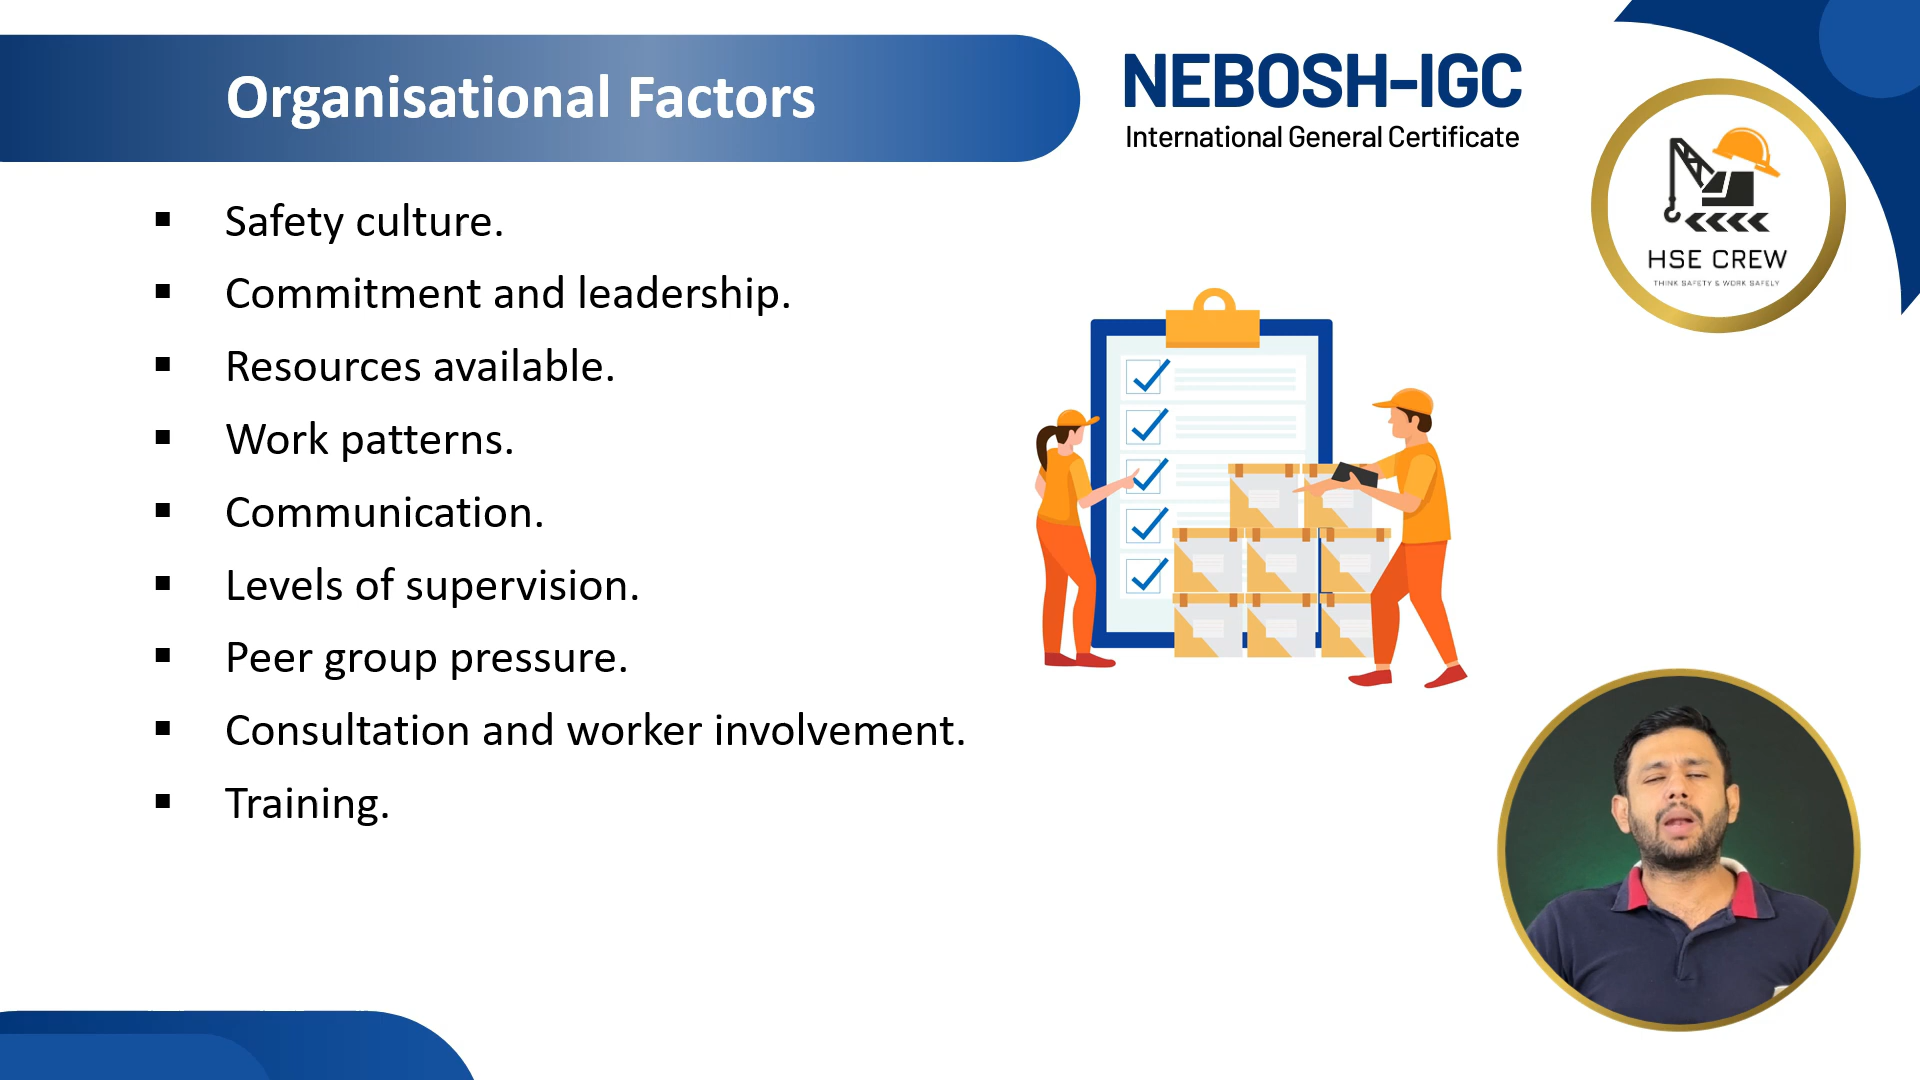 Organisational Factors
NEBOSH-IGC
International General Certificate
HSE CREW
THINK SAFETY & WORK SAFELY
▪ Safety culture.
▪ Commitment and leadership.
▪ Resources available.
▪ Work patterns.
▪ Communication.
▪ Levels of supervision.
▪ Peer group pressure.
▪ Consultation and worker involvement.
▪ Training.